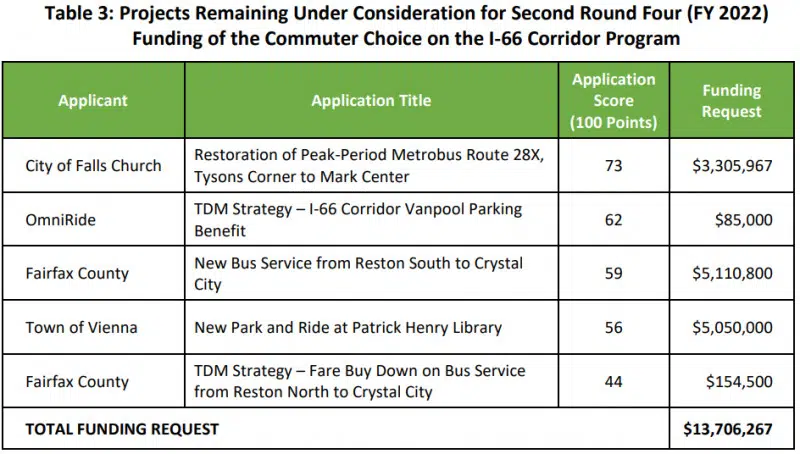 Table 3: Projects Remaining Under Consideration for Second Round Four (FY 2022)
Funding of the Commuter Choice on the I-66 Corridor Program
Applicant
Application Title
Application
Score
(100 Points)
Funding
Request
City of Falls Church
Restoration of Peak-Period Metrobus Route 28X,
Tysons Corner to Mark Center
73
$3,305,967
OmniRide
TDM Strategy – I-66 Corridor Vanpool Parking
Benefit
62
$85,000
Fairfax County
New Bus Service from Reston South to Crystal
City
59
$5,110,800
Town of Vienna
New Park and Ride at Patrick Henry Library
56
$5,050,000
Fairfax County
TDM Strategy – Fare Buy Down on Bus Service
from Reston North to Crystal City
44
$154,500
TOTAL FUNDING REQUEST
$13,706,267